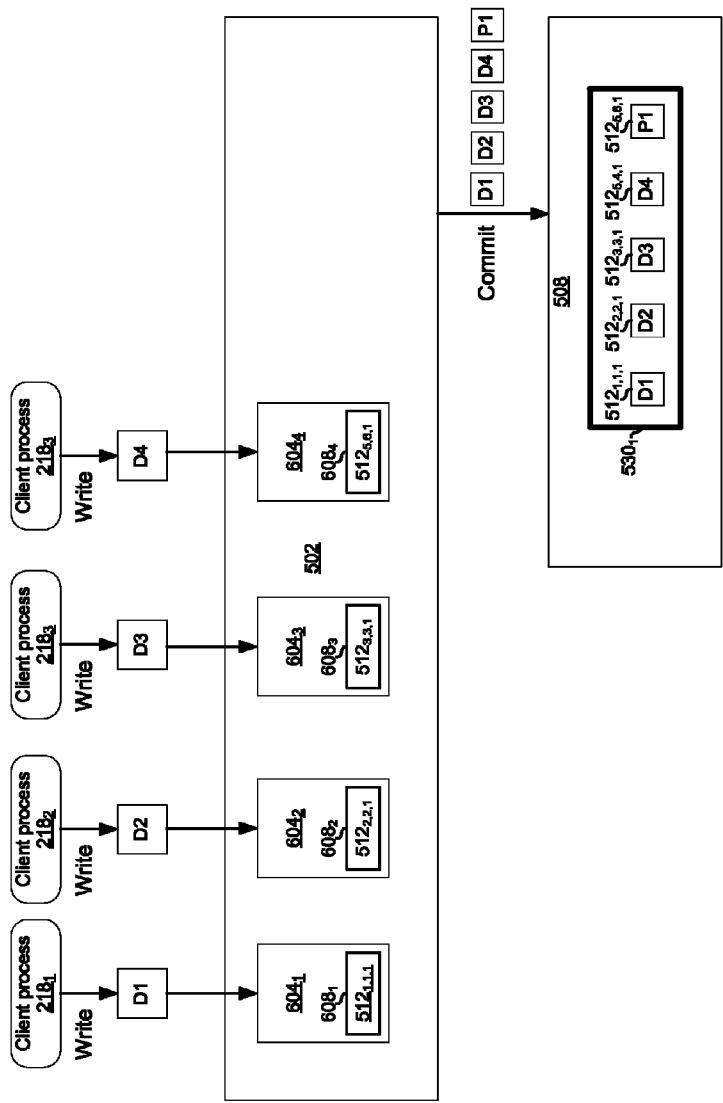 Client process
218₁
Client process
218₂
Client process
218₃
Client process
218₃
Write
Write
Write
Write
D1
D2
D3
D4
604₁
604₂
604₃
604₄
502
608₁
608₂
608₃
608₄
512₁,₁,₁
512₂,₂,₁
512₃,₃,₁
512₅,₆,₁
Commit
D1
D2
D3
D4
P1
508
512₁,₁,₁
512₂,₂,₁
512₃,₃,₁
512₅,₄,₁
512₅,₆,₁
D1
D2
D3
D4
P1
530₁